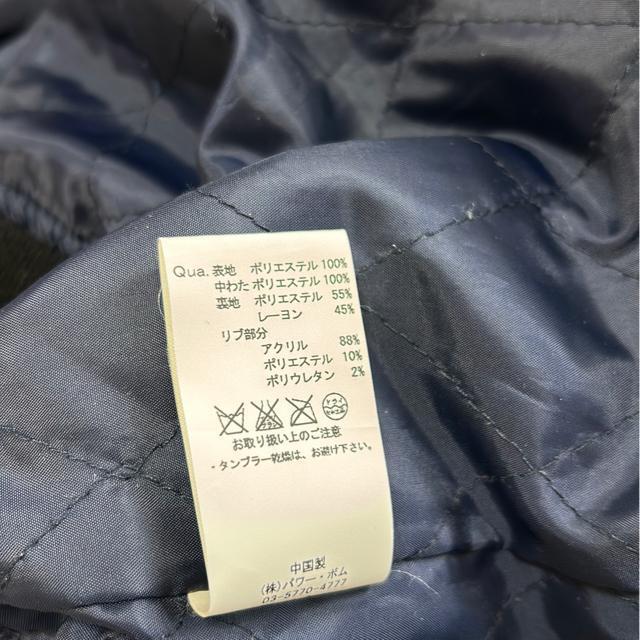 Qua. 表地 ポリエステル 100%
中わた ポリエステル 100%
裏地 ポリエステル 55%
レーヨン 45%
リブ部分
アクリル 88%
ポリエステル 10%
ポリウレタン 2%
ドライ
お取り扱い上のご注意
・タンブラー乾燥は、お避け下さい。
中国製
(株)パワー・ボム
03-5770-4777